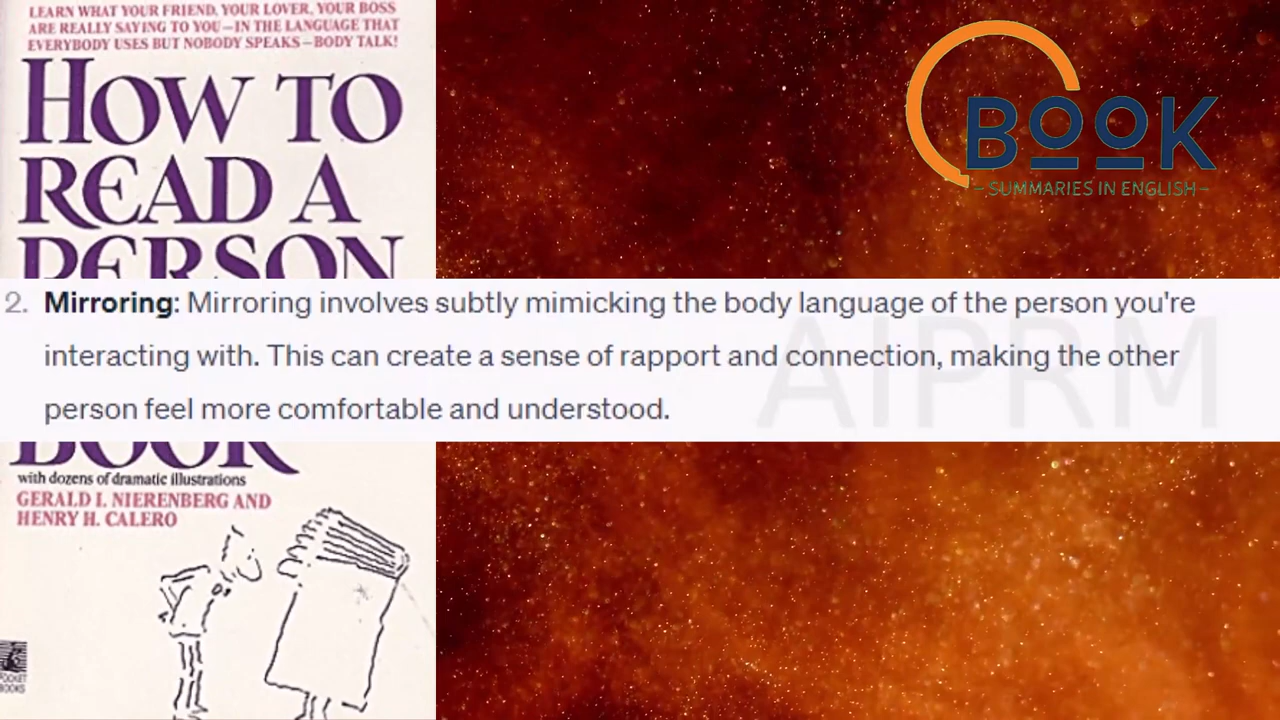 LEARN WHAT YOUR FRIEND, YOUR LOVER, YOUR BOSS
ARE REALLY SAYING TO YOU—IN THE LANGUAGE THAT
EVERYBODY USES BUT NOBODY SPEAKS—BODY TALK!
HOW TO
READ A
PERSON
BOOK
– SUMMARIES IN ENGLISH –
2. Mirroring: Mirroring involves subtly mimicking the body language of the person you're
interacting with. This can create a sense of rapport and connection, making the other
person feel more comfortable and understood.
AIPRM
BOOK
with dozens of dramatic illustrations
GERALD I. NIERENBERG AND
HENRY H. CALERO
POCKET
BOOKS